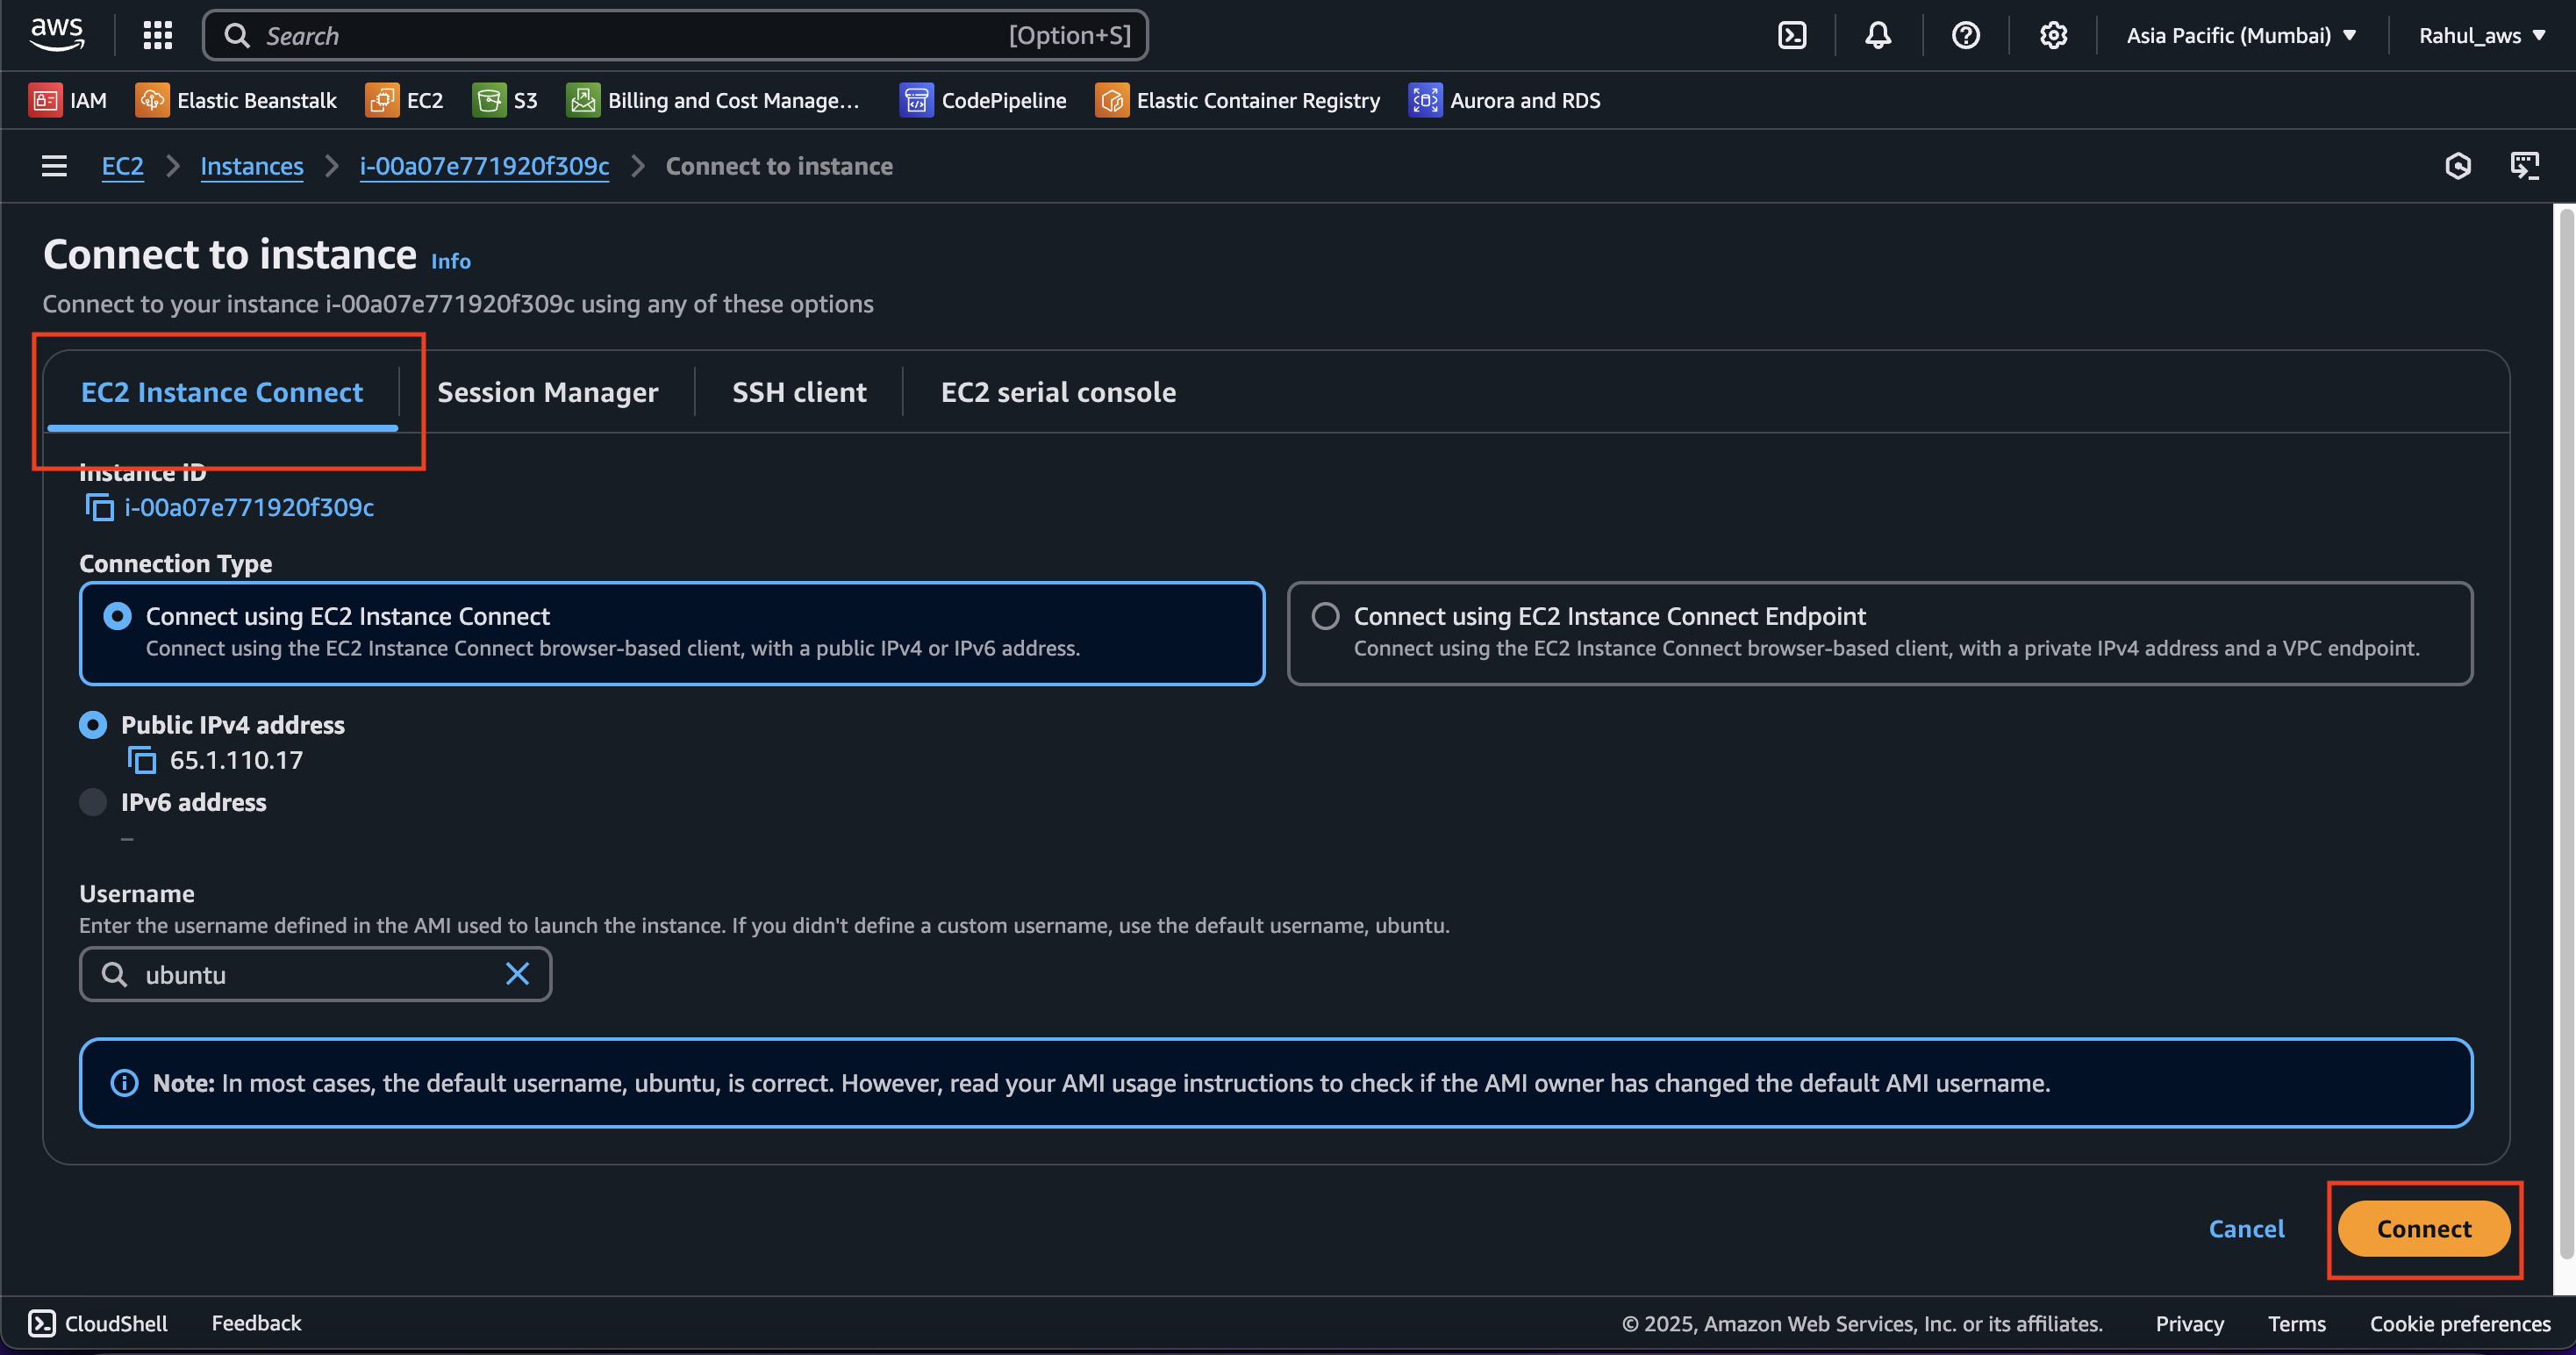 aws
Search [Option+S] Asia Pacific (Mumbai) Rahul_aws
IAM Elastic Beanstalk EC2 S3 Billing and Cost Manage... CodePipeline Elastic Container Registry Aurora and RDS
EC2 Instances i-00a07e771920f309c Connect to instance
Connect to instance Info
Connect to your instance i-00a07e771920f309c using any of these options
EC2 Instance Connect Session Manager SSH client EC2 serial console
Instance ID
i-00a07e771920f309c
Connection Type
Connect using EC2 Instance Connect
Connect using the EC2 Instance Connect browser-based client, with a public IPv4 or IPv6 address.
Connect using EC2 Instance Connect Endpoint
Connect using the EC2 Instance Connect browser-based client, with a private IPv4 address and a VPC endpoint.
Public IPv4 address
65.1.110.17
IPv6 address
–
Username
Enter the username defined in the AMI used to launch the instance. If you didn't define a custom username, use the default username, ubuntu.
ubuntu
Note: In most cases, the default username, ubuntu, is correct. However, read your AMI usage instructions to check if the AMI owner has changed the default AMI username.
Cancel Connect
CloudShell Feedback © 2025, Amazon Web Services, Inc. or its affiliates. Privacy Terms Cookie preferences